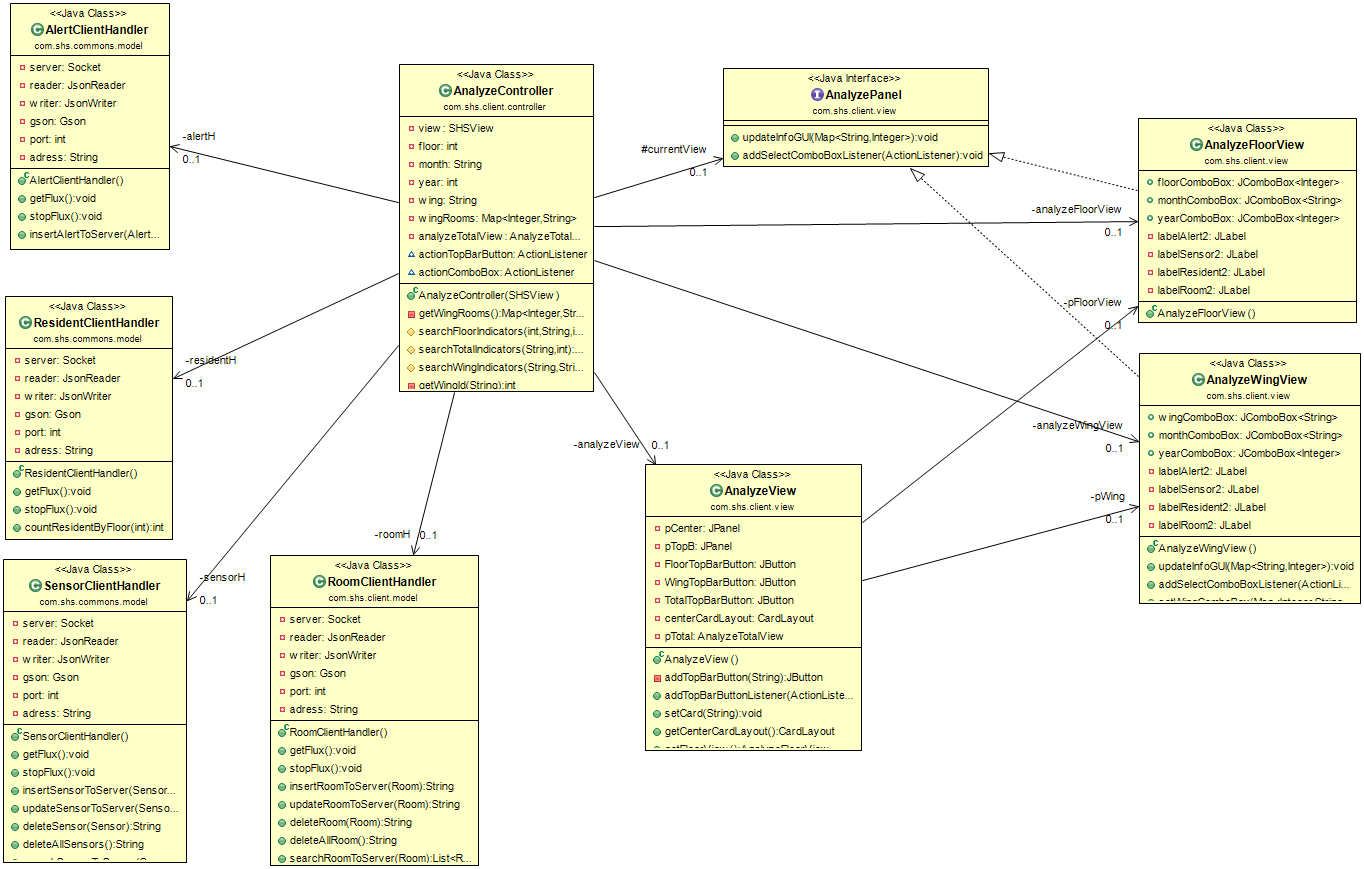 <<Java Class>>
AlertClientHandler
com.shs.commons.model
server: Socket
reader: JsonReader
writer: JsonWriter
gson: Gson
port: int
adress: String
AlertClientHandler()
getFlux():void
stopFlux():void
insertAlertToServer(Alert...
<<Java Class>>
ResidentClientHandler
com.shs.commons.model
server: Socket
reader: JsonReader
writer: JsonWriter
gson: Gson
port: int
adress: String
ResidentClientHandler()
getFlux():void
stopFlux():void
countResidentByFloor(int):int
<<Java Class>>
SensorClientHandler
com.shs.commons.model
server: Socket
reader: JsonReader
writer: JsonWriter
gson: Gson
port: int
adress: String
SensorClientHandler()
getFlux():void
stopFlux():void
insertSensorToServer(Sensor...
updateSensorToServer(Senso...
deleteSensor(Sensor):String
deleteAllSensors():String
-alertH
0..1
-residentH
0..1
-sensorH
0..1
-roomH
0..1
<<Java Class>>
AnalyzeController
com.shs.client.controller
view: SHSView
floor: int
month: String
year: int
wing: String
wingRooms: Map<Integer,String>
analyzeTotalView: AnalyzeTotal...
actionTopBarButton: ActionListener
actionComboBox: ActionListener
AnalyzeController(SHSView)
getWingRooms():Map<Integer,Str...
searchFloorIndicators(int,String,i...
searchTotalIndicators(String,int):...
searchWingIndicators(String,Stri...
getWingId(String):int
<<Java Class>>
RoomClientHandler
com.shs.client.model
server: Socket
reader: JsonReader
writer: JsonWriter
gson: Gson
port: int
adress: String
RoomClientHandler()
getFlux():void
stopFlux():void
insertRoomToServer(Room):String
updateRoomToServer(Room):String
deleteRoom(Room):String
deleteAllRoom():String
searchRoomToServer(Room):List<R...
#currentView
0..1
-analyzeView
0..1
<<Java Interface>>
AnalyzePanel
com.shs.client.view
updateInfoGUI(Map<String,Integer>):void
addSelectComboBoxListener(ActionListener):void
<<Java Class>>
AnalyzeView
com.shs.client.view
pCenter: JPanel
pTopB: JPanel
FloorTopBarButton: JButton
WingTopBarButton: JButton
TotalTopBarButton: JButton
centerCardLayout: CardLayout
pTotal: AnalyzeTotalView
AnalyzeView()
addTopBarButton(String):JButton
addTopBarButtonListener(ActionListe...
setCard(String):void
getCenterCardLayout():CardLayout
getFloorView():AnalyzeFloorView
-analyzeFloorView
0..1
-pFloorView
0..1
-analyzeWingView
0..1
-pWing
0..1
<<Java Class>>
AnalyzeFloorView
com.shs.client.view
floorComboBox: JComboBox<Integer>
monthComboBox: JComboBox<String>
yearComboBox: JComboBox<Integer>
labelAlert2: JLabel
labelSensor2: JLabel
labelResident2: JLabel
labelRoom2: JLabel
AnalyzeFloorView()
<<Java Class>>
AnalyzeWingView
com.shs.client.view
wingComboBox: JComboBox<String>
monthComboBox: JComboBox<String>
yearComboBox: JComboBox<Integer>
labelAlert2: JLabel
labelSensor2: JLabel
labelResident2: JLabel
labelRoom2: JLabel
AnalyzeWingView()
updateInfoGUI(Map<String,Integer>):void
addSelectComboBoxListener(ActionLi...